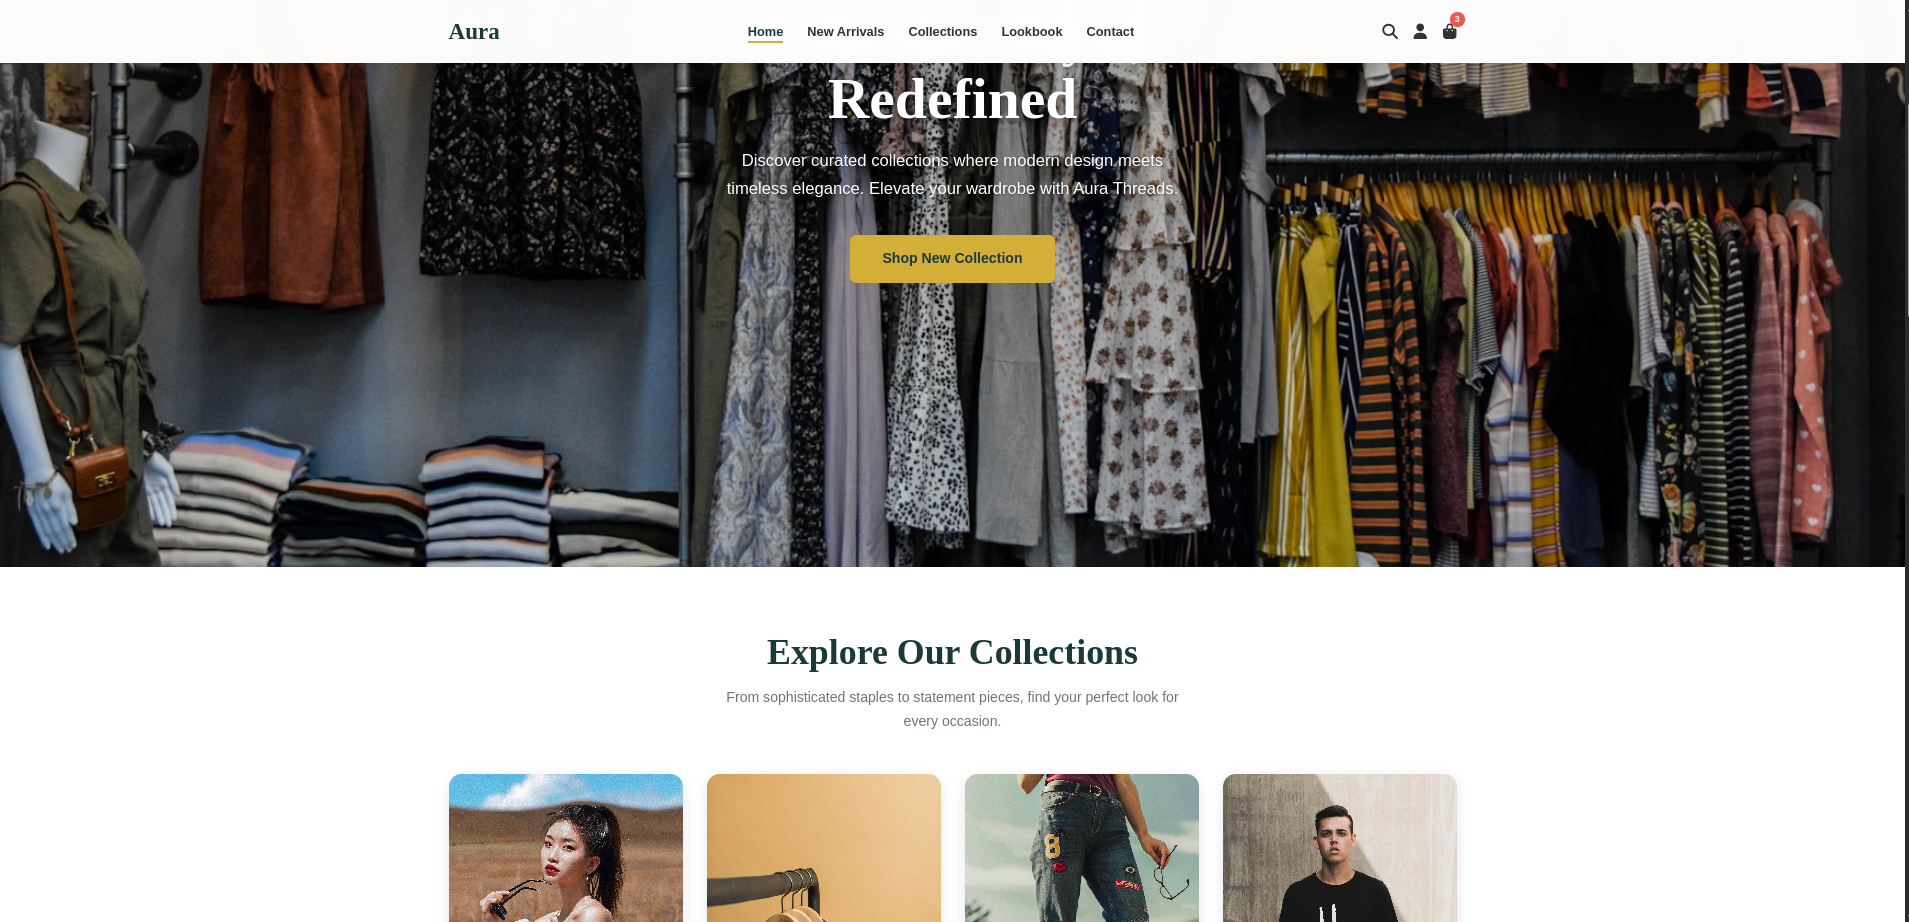 Aura
Home
New Arrivals
Collections
Lookbook
Contact
3
Redefined
Discover curated collections where modern design meets
timeless elegance. Elevate your wardrobe with Aura Threads.
Shop New Collection
Explore Our Collections
From sophisticated staples to statement pieces, find your perfect look for
every occasion.
8